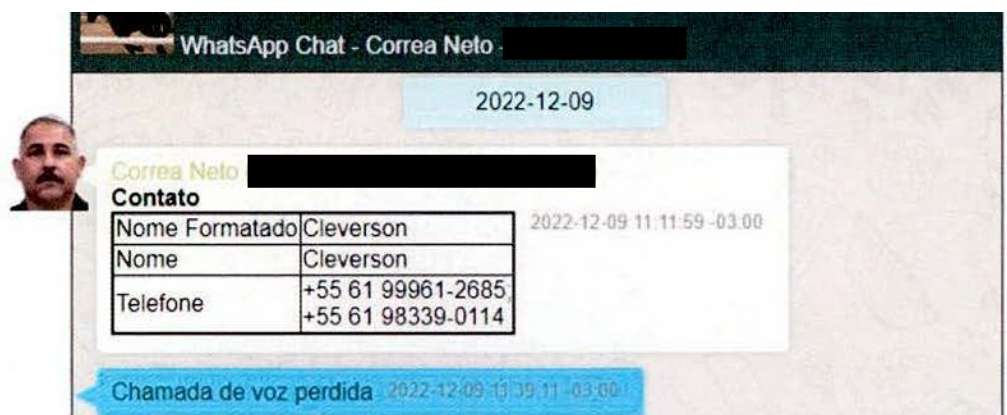 WhatsApp Chat - Correa Neto -
2022-12-09
Correa Neto
Contato
Nome Formatado Cleverson
2022-12-09 11:11:59 -03:00
Nome Cleverson
Telefone +55 61 99961-2685,
+55 61 98339-0114
Chamada de voz perdida 2022-12-09 11:39:11 -03:00